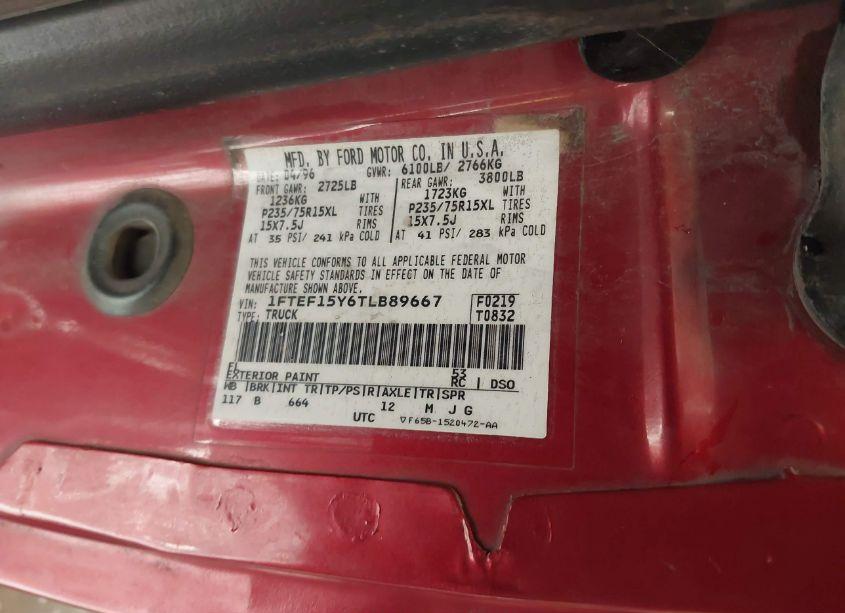 MFD. BY FORD MOTOR CO. IN U.S.A.
DATE: 04/96 GVWR: 6100LB/ 2766KG
FRONT GAWR: 2725LB REAR GAWR: 3800LB
1236KG WITH 1723KG WITH
P235/75R15XL TIRES P235/75R15XL TIRES
15X7.5J RIMS 15X7.5J RIMS
AT 35 PSI/ 241 kPa COLD AT 41 PSI/ 283 kPa COLD
THIS VEHICLE CONFORMS TO ALL APPLICABLE FEDERAL MOTOR
VEHICLE SAFETY STANDARDS IN EFFECT ON THE DATE OF
MANUFACTURE SHOWN ABOVE.
VIN: 1FTEF15Y6TLB89667 F0219
TYPE: TRUCK T0832
EL 53
EXTERIOR PAINT RC DSO
WB BRK INT TR TP/PS R AXLE TR SPR
117 B 664 12 M J G
UTC F65B-1520472-AA